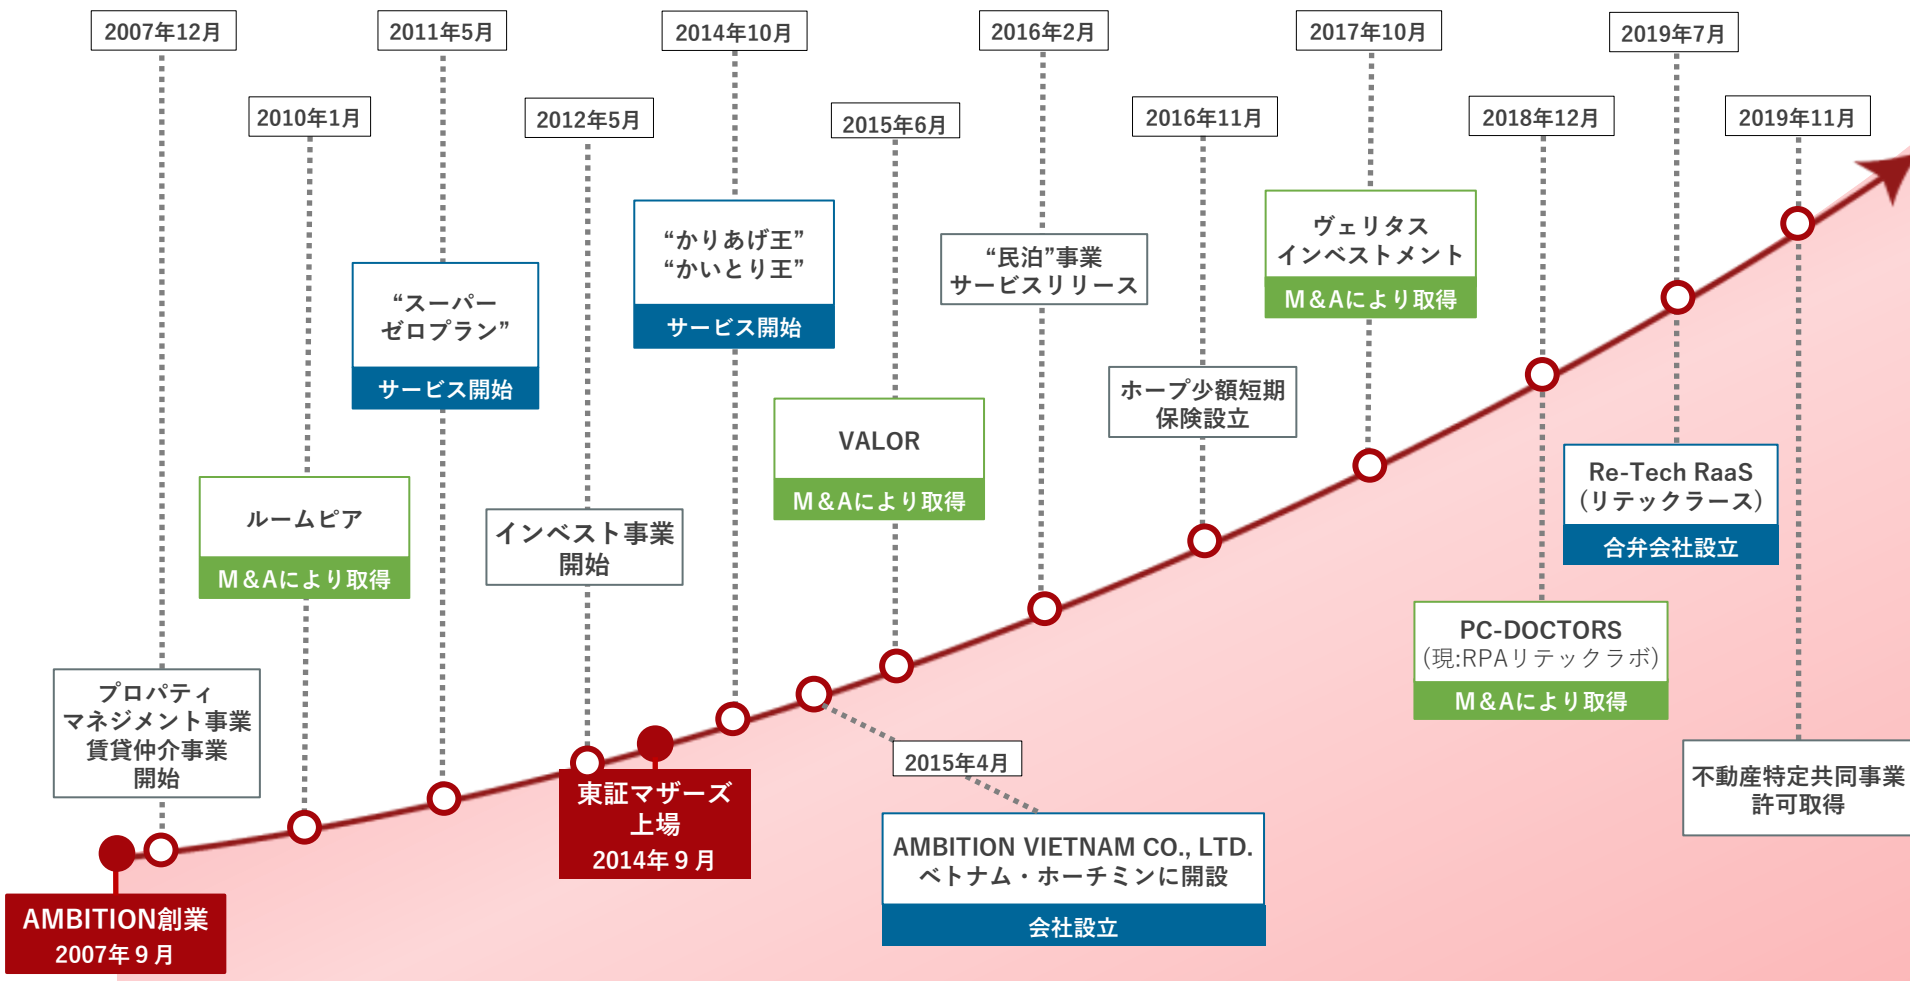 2007年12月
プロパティ
マネジメント事業
賃貸仲介事業
開始
2010年1月
ルームピア
M&Aにより取得
2011年5月
“スーパー
ゼロプラン”
サービス開始
2012年5月
インベスト事業
開始
2014年10月
“かりあげ王”
“かいとり王”
サービス開始
2015年6月
VALOR
M&Aにより取得
2016年2月
“民泊”事業
サービスリリース
2016年11月
ホープ少額短期
保険設立
2017年10月
ヴェリタス
インベストメント
M&Aにより取得
2018年12月
PC-DOCTORS
(現:RPAリテックラボ)
M&Aにより取得
2019年7月
Re-Tech RaaS
(リテックラース)
合弁会社設立
2019年11月
不動産特定共同事業
許可取得
AMBITION創業
2007年9月
東証マザーズ
上場
2014年9月
2015年4月
AMBITION VIETNAM CO., LTD.
ベトナム・ホーチミンに開設
会社設立